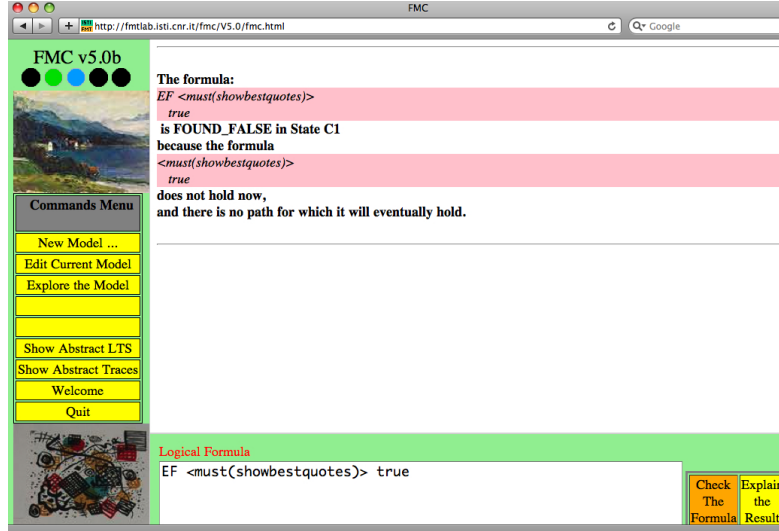 FMC
http://fmtlab.isti.cnr.it/fmc/V5.0/fmc.html
Google
FMC v5.0b
The formula:
EF <must(showbestquotes)>
true
is FOUND_FALSE in State C1
because the formula
<must(showbestquotes)>
true
does not hold now,
and there is no path for which it will eventually hold.
Commands Menu
New Model ...
Edit Current Model
Explore the Model
Show Abstract LTS
Show Abstract Traces
Welcome
Quit
Logical Formula
EF <must(showbestquotes)> true
Check
The
Formula
Explain
the
Result